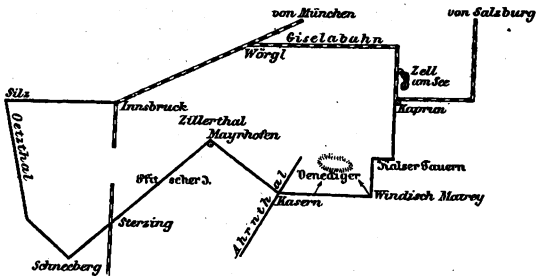 von München
von Salzburg
Giselabahn
Wörgl
Zell
am See
Silz
Innsbruck
Kaprun
Oetzthal
Zillerthal
Mayrhofen
Kalser Tauern
Pfitscher J.
Venediger
Ahrnthal
Kasern
Windisch Matrey
Sterzing
Schneeberg